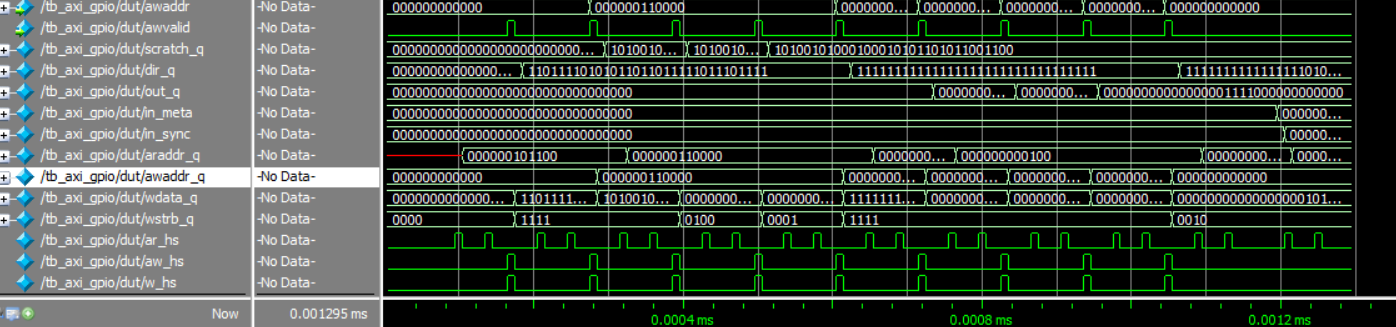 /tb_axi_gpio/dut/awaddr -No Data- 000000000000 000000110000 0000000... 0000000... 0000000... 0000000... 000000000000
/tb_axi_gpio/dut/awvalid -No Data-
/tb_axi_gpio/dut/scratch_q -No Data- 000000000000000000000000000... 1010010... 1010010... 10100101000100010101101011001100
/tb_axi_gpio/dut/dir_q -No Data- 00000000000000... 11011110101011011011111011101111 11111111111111111111111111111111 1111111111111111010...
/tb_axi_gpio/dut/out_q -No Data- 00000000000000000000000000000000 0000000... 0000000... 00000000000000001111000000000000
/tb_axi_gpio/dut/in_meta -No Data- 00000000000000000000000000000000 000000...
/tb_axi_gpio/dut/in_sync -No Data- 00000000000000000000000000000000 00000...
/tb_axi_gpio/dut/araddr_q -No Data- 000000101100 000000110000 0000000... 000000000100 00000000... 0000...
/tb_axi_gpio/dut/awaddr_q -No Data- 000000000000 000000110000 0000000... 0000000... 0000000... 0000000... 000000000000
/tb_axi_gpio/dut/wdata_q -No Data- 0000000000000... 1101111... 1010010... 0000000... 0000000... 1111111... 0000000... 0000000... 0000000... 0000000000000000101...
/tb_axi_gpio/dut/wstrb_q -No Data- 0000 1111 0100 0001 1111 0010
/tb_axi_gpio/dut/ar_hs -No Data-
/tb_axi_gpio/dut/aw_hs -No Data-
/tb_axi_gpio/dut/w_hs -No Data-
Now 0.001295 ms 0.0004 ms 0.0008 ms 0.0012 ms